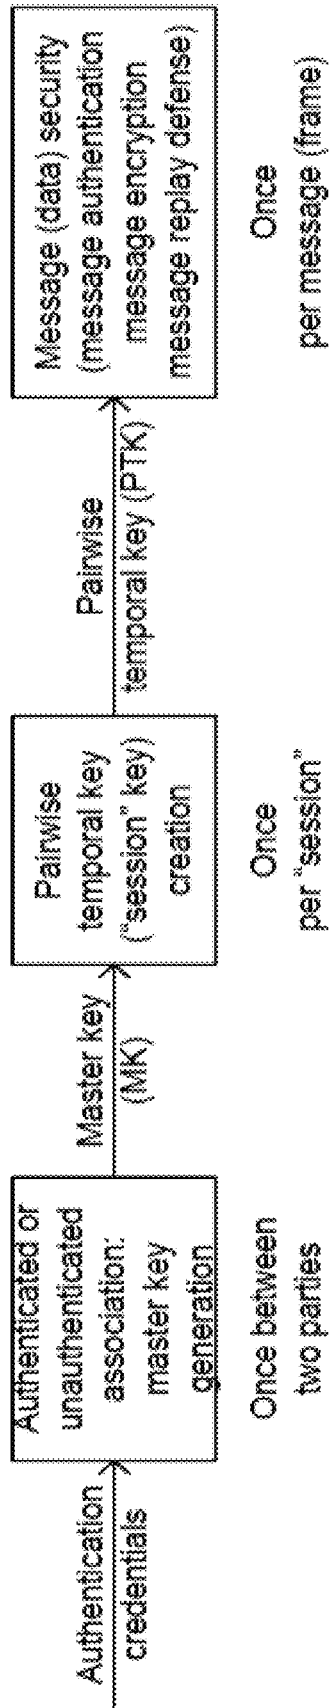 Authentication
credentials
Authenticated or
unauthenticated
association:
master key
generation
Once between
two parties
Master key
(MK)
Pairwise
temporal key
("session" key)
creation
Once
per "session"
Pairwise
temporal key (PTK)
Message (data) security
(message authentication
message encryption
message replay defense)
Once
per message (frame)